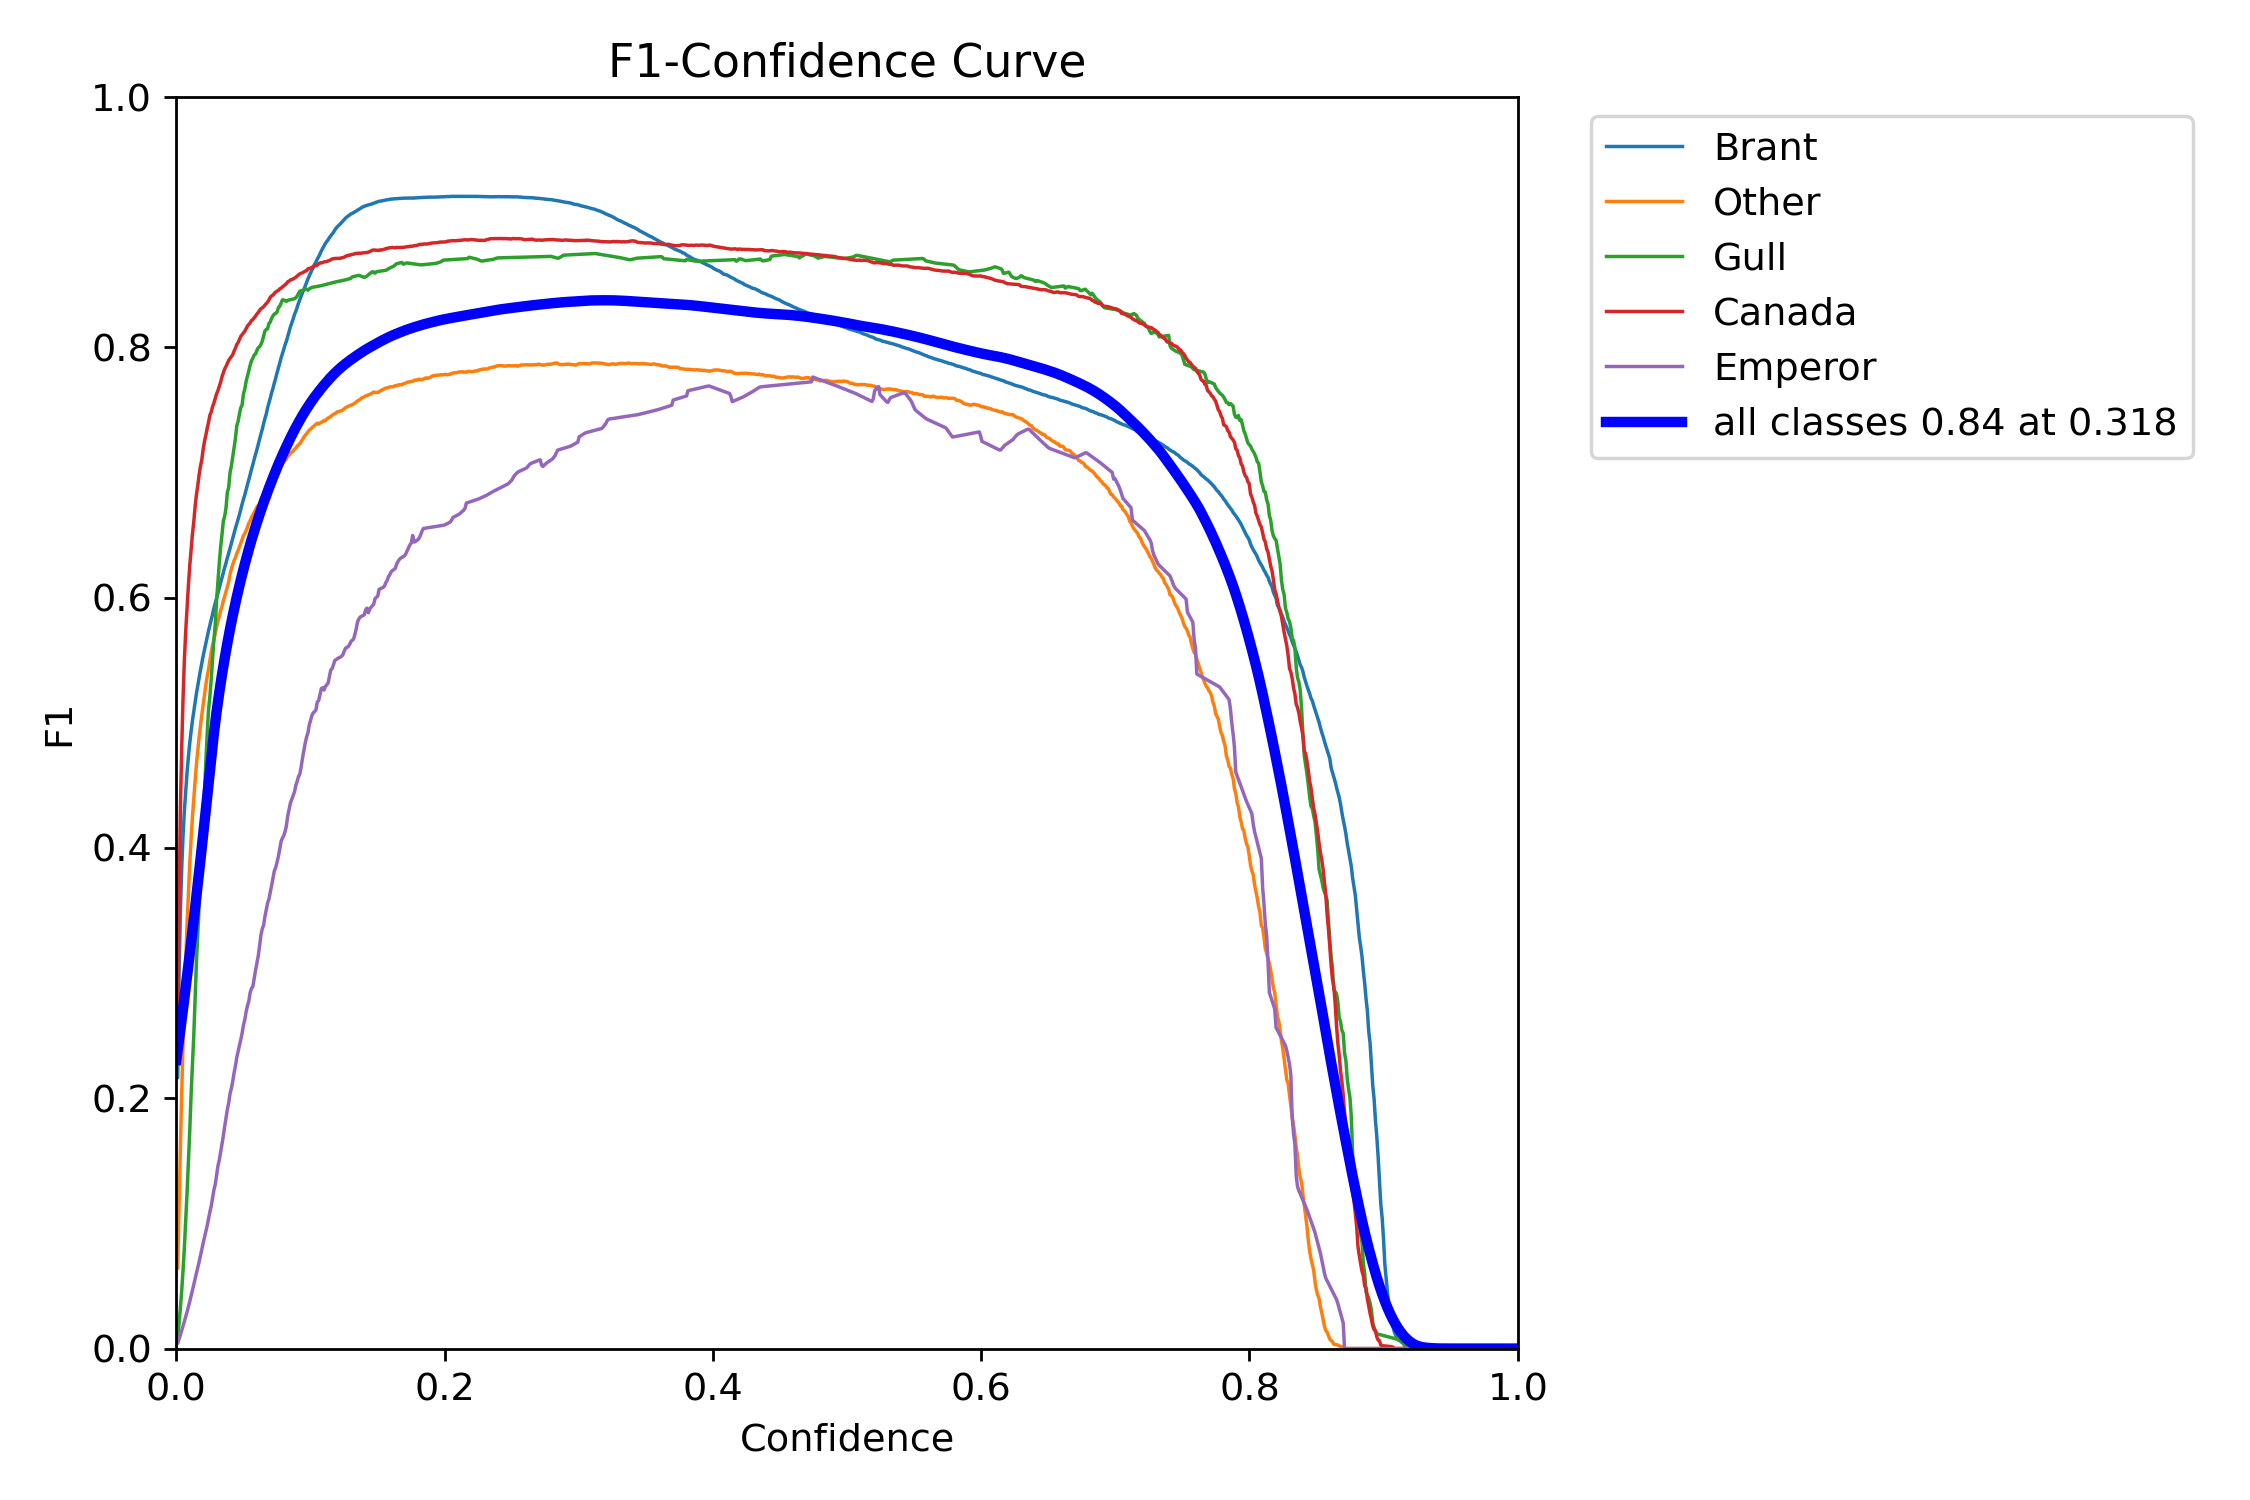 F1-Confidence Curve
1.0
0.8
0.6
0.4
0.2
0.0
F1
0.0 0.2 0.4 0.6 0.8 1.0
Confidence
Brant
Other
Gull
Canada
Emperor
all classes 0.84 at 0.318